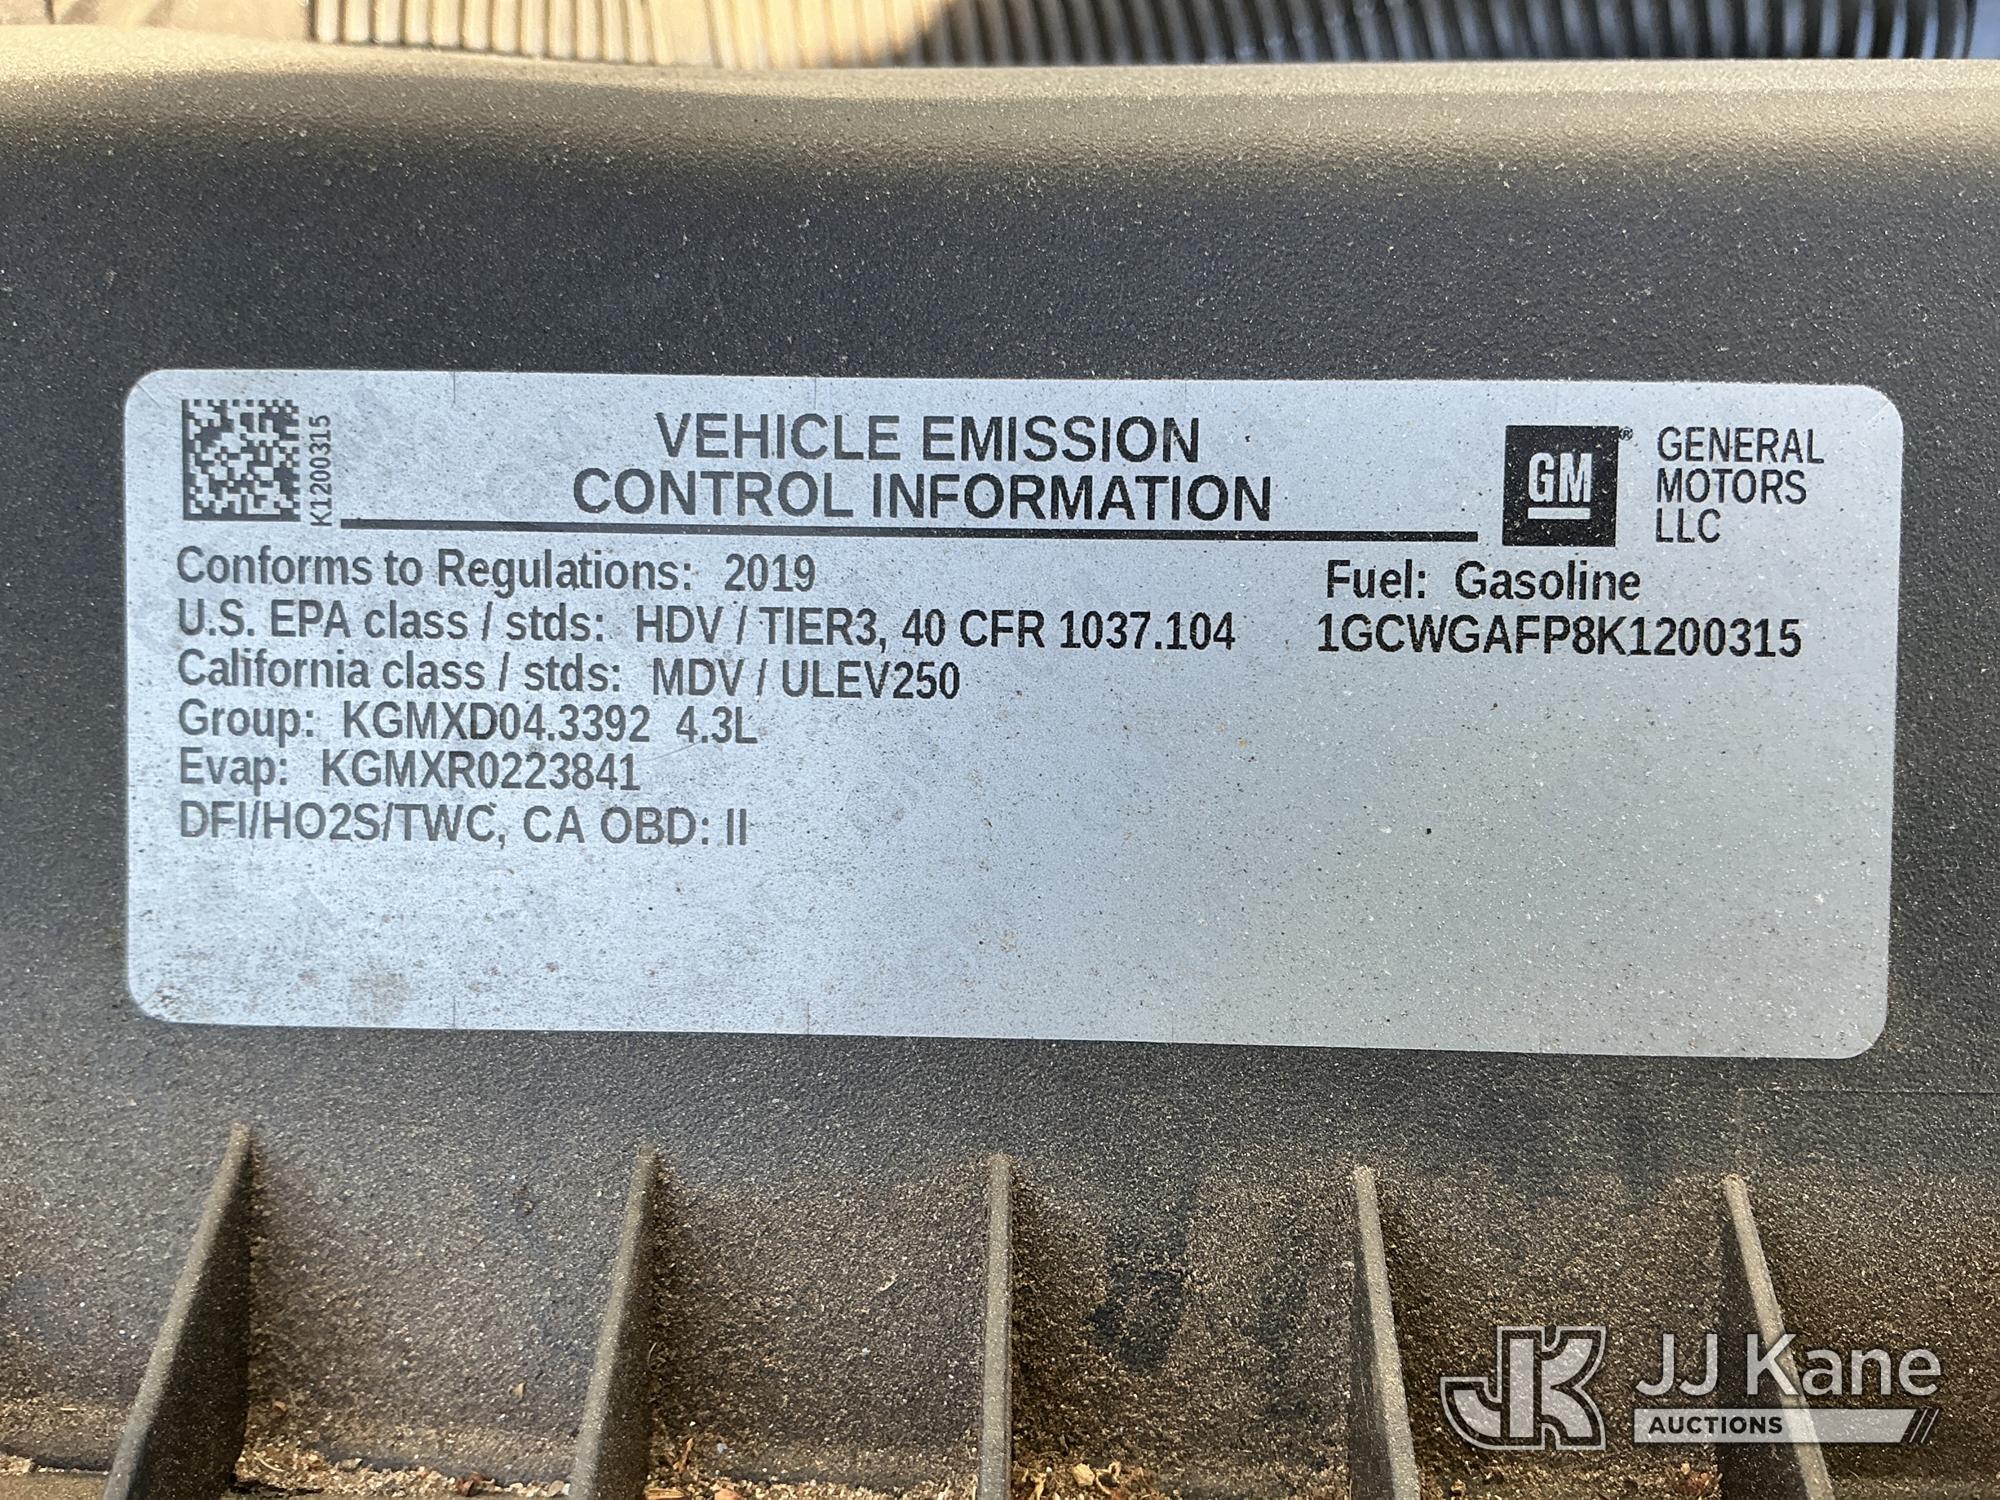 K1200315
VEHICLE EMISSION
CONTROL INFORMATION
GM®
GENERAL
MOTORS
LLC
Conforms to Regulations: 2019
U.S. EPA class / stds: HDV / TIER3, 40 CFR 1037.104
California class / stds: MDV / ULEV250
Group: KGMXD04.3392 4.3L
Evap: KGMXR0223841
DFI/HO2S/TWC, CA OBD: II
Fuel: Gasoline
1GCWGAFP8K1200315
JK
JJ Kane
AUCTIONS